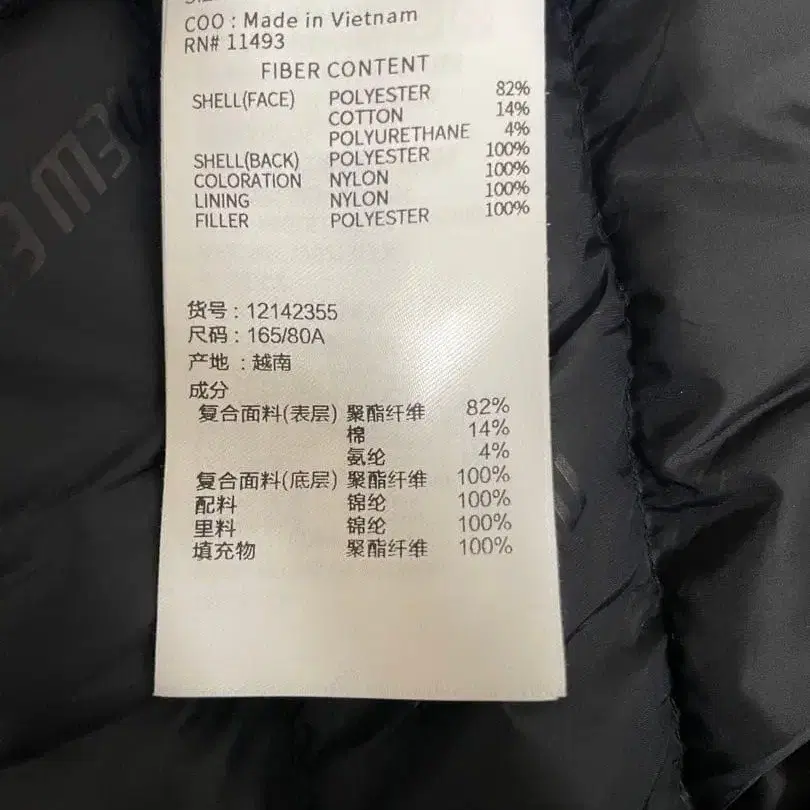 COO : Made in Vietnam
RN# 11493
FIBER CONTENT
SHELL(FACE) POLYESTER 82%
COTTON 14%
POLYURETHANE 4%
SHELL(BACK) POLYESTER 100%
COLORATION NYLON 100%
LINING NYLON 100%
FILLER POLYESTER 100%
货号 : 12142355
尺码 : 165/80A
产地 : 越南
成分
复合面料(表层) 聚酯纤维 82%
棉 14%
氨纶 4%
复合面料(底层) 聚酯纤维 100%
配料 锦纶 100%
里料 锦纶 100%
填充物 聚酯纤维 100%